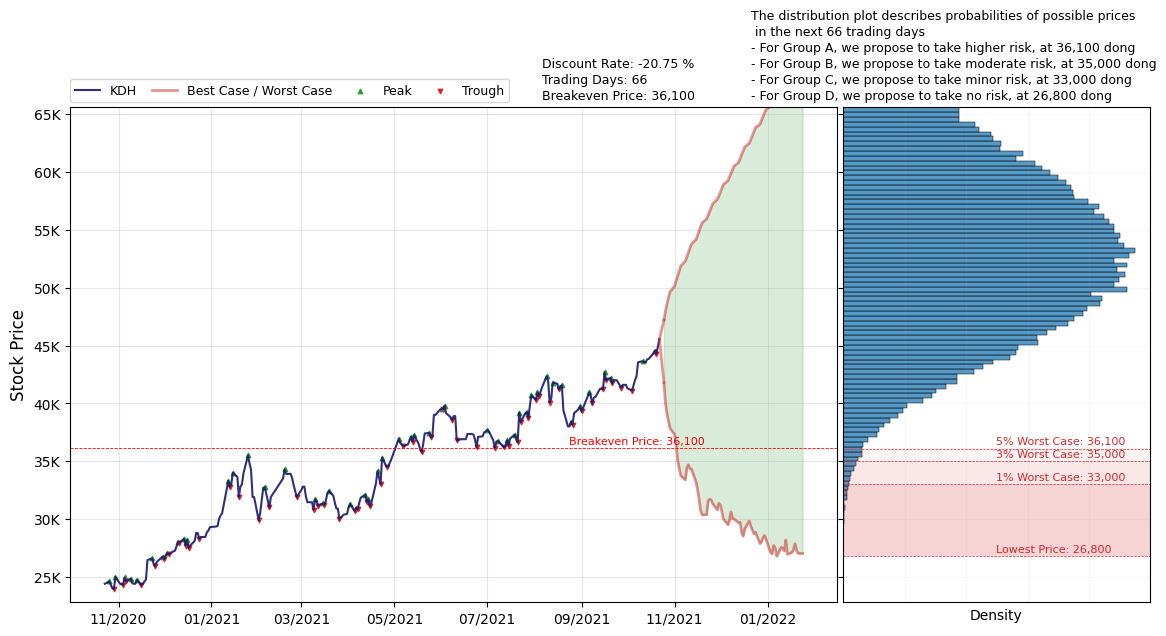 The distribution plot describes probabilities of possible prices
in the next 66 trading days
- For Group A, we propose to take higher risk, at 36,100 dong
- For Group B, we propose to take moderate risk, at 35,000 dong
- For Group C, we propose to take minor risk, at 33,000 dong
- For Group D, we propose to take no risk, at 26,800 dong
Discount Rate: -20.75 %
Trading Days: 66
Breakeven Price: 36,100
KDH
Best Case / Worst Case
Peak
Trough
Stock Price
65K
60K
55K
50K
45K
40K
35K
30K
25K
Breakeven Price: 36,100
11/2020
01/2021
03/2021
05/2021
07/2021
09/2021
11/2021
01/2022
5% Worst Case: 36,100
3% Worst Case: 35,000
1% Worst Case: 33,000
Lowest Price: 26,800
Density